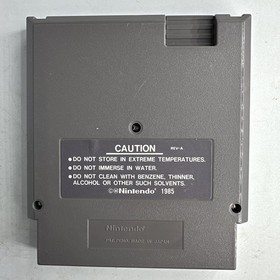 CAUTION REV-A
● DO NOT STORE IN EXTREME TEMPERATURES.
● DO NOT IMMERSE IN WATER.
● DO NOT CLEAN WITH BENZENE, THINNER,
ALCOHOL OR OTHER SUCH SOLVENTS.
©®Nintendo® 1985
Nintendo